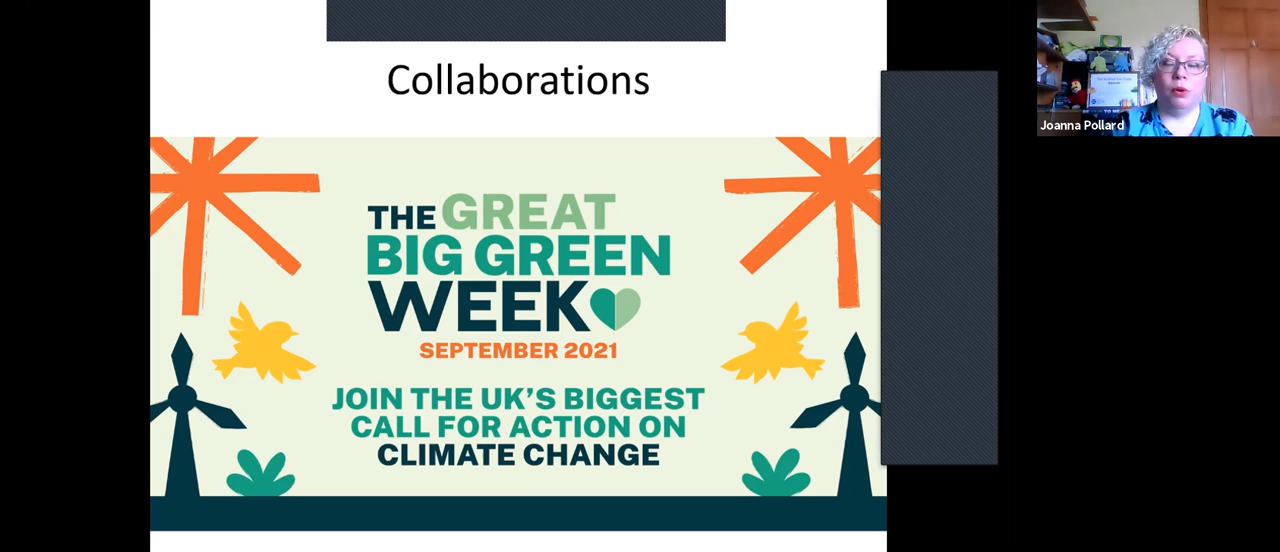 Collaborations
THE GREAT
BIG GREEN
WEEK
SEPTEMBER 2021
JOIN THE UK'S BIGGEST
CALL FOR ACTION ON
CLIMATE CHANGE
Joanna Pollard